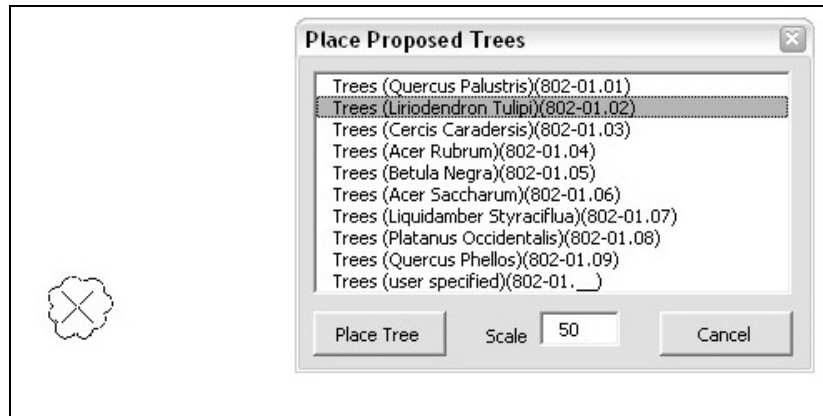 Place Proposed Trees
Trees (Quercus Palustris)(802-01.01)
Trees (Liriodendron Tulipi)(802-01.02)
Trees (Cercis Caradersis)(802-01.03)
Trees (Acer Rubrum)(802-01.04)
Trees (Betula Negra)(802-01.05)
Trees (Acer Saccharum)(802-01.06)
Trees (Liquidamber Styraciflua)(802-01.07)
Trees (Platanus Occidentalis)(802-01.08)
Trees (Quercus Phellos)(802-01.09)
Trees (user specified)(802-01.__)
Place Tree Scale 50 Cancel